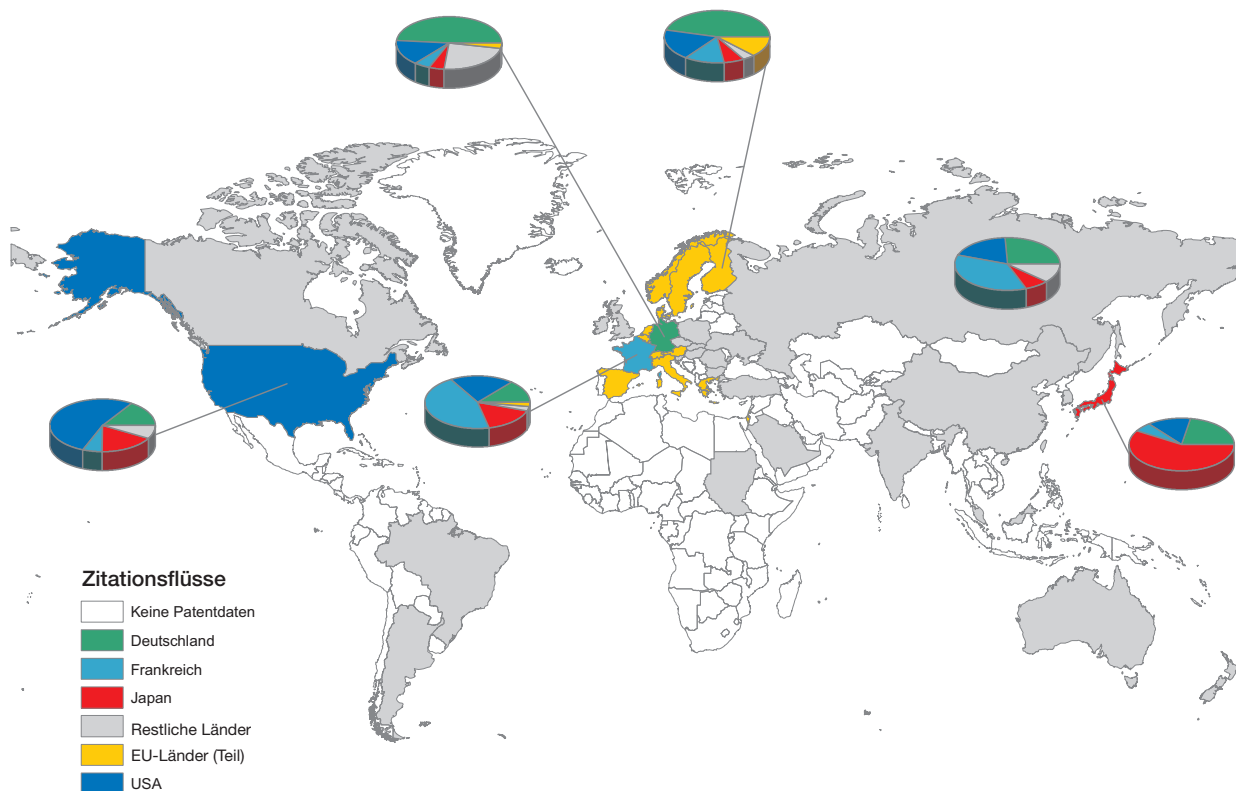 Zitationsflüsse
Keine Patentdaten
Deutschland
Frankreich
Japan
Restliche Länder
EU-Länder (Teil)
USA